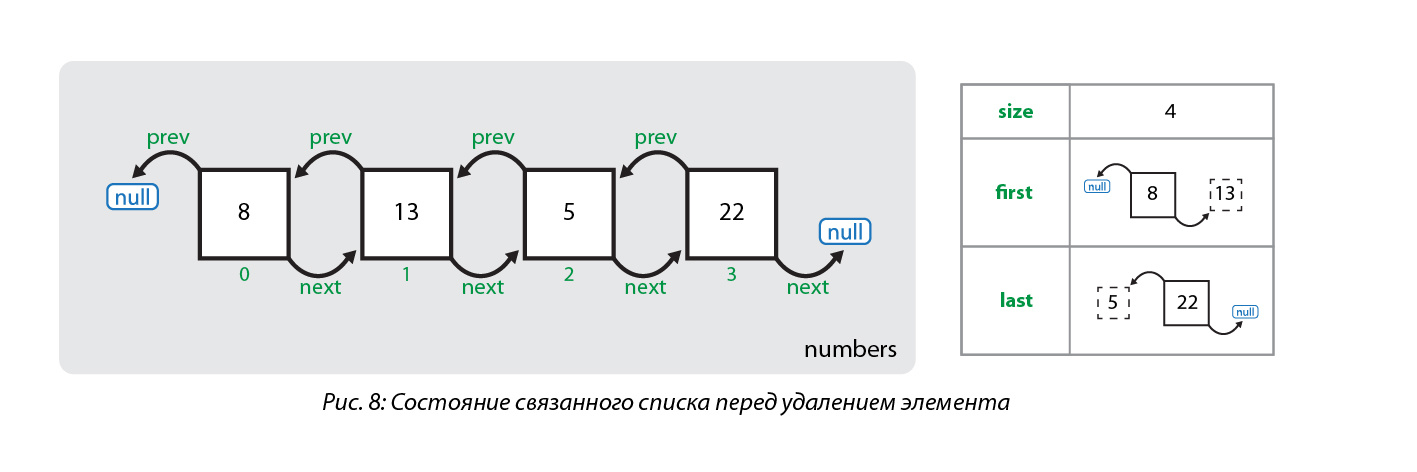 prev prev prev prev
null 8 13 5 22 null
0 1 2 3
next next next next
numbers
size 4
first null 8 13
last 5 22 null
Рис. 8: Состояние связанного списка перед удалением элемента